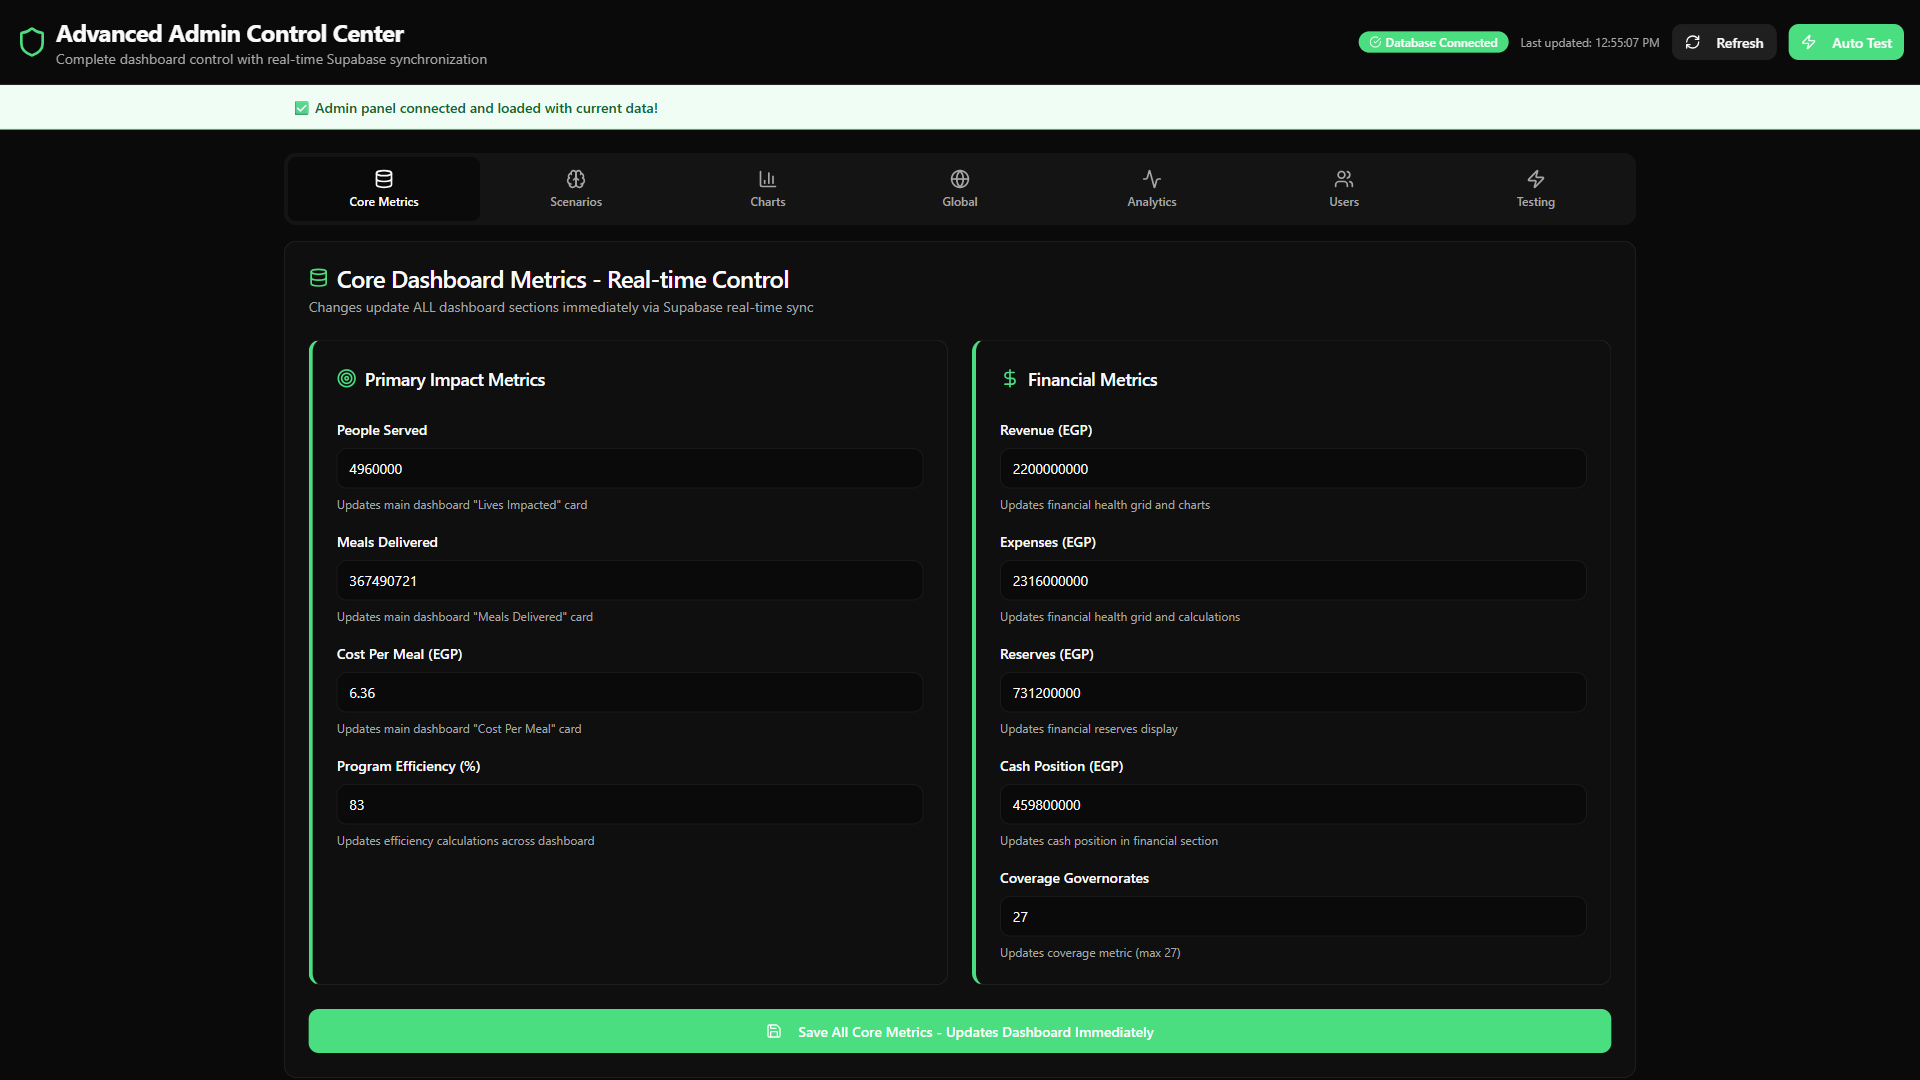 Advanced Admin Control Center
Complete dashboard control with real-time Supabase synchronization
Database Connected
Last updated: 12:55:07 PM
Refresh
Auto Test
Admin panel connected and loaded with current data!
Core Metrics
Scenarios
Charts
Global
Analytics
Users
Testing
Core Dashboard Metrics - Real-time Control
Changes update ALL dashboard sections immediately via Supabase real-time sync
Primary Impact Metrics
People Served
4960000
Updates main dashboard "Lives Impacted" card
Meals Delivered
367490721
Updates main dashboard "Meals Delivered" card
Cost Per Meal (EGP)
6.36
Updates main dashboard "Cost Per Meal" card
Program Efficiency (%)
83
Updates efficiency calculations across dashboard
Financial Metrics
Revenue (EGP)
2200000000
Updates financial health grid and charts
Expenses (EGP)
2316000000
Updates financial health grid and calculations
Reserves (EGP)
731200000
Updates financial reserves display
Cash Position (EGP)
459800000
Updates cash position in financial section
Coverage Governorates
27
Updates coverage metric (max 27)
Save All Core Metrics - Updates Dashboard Immediately